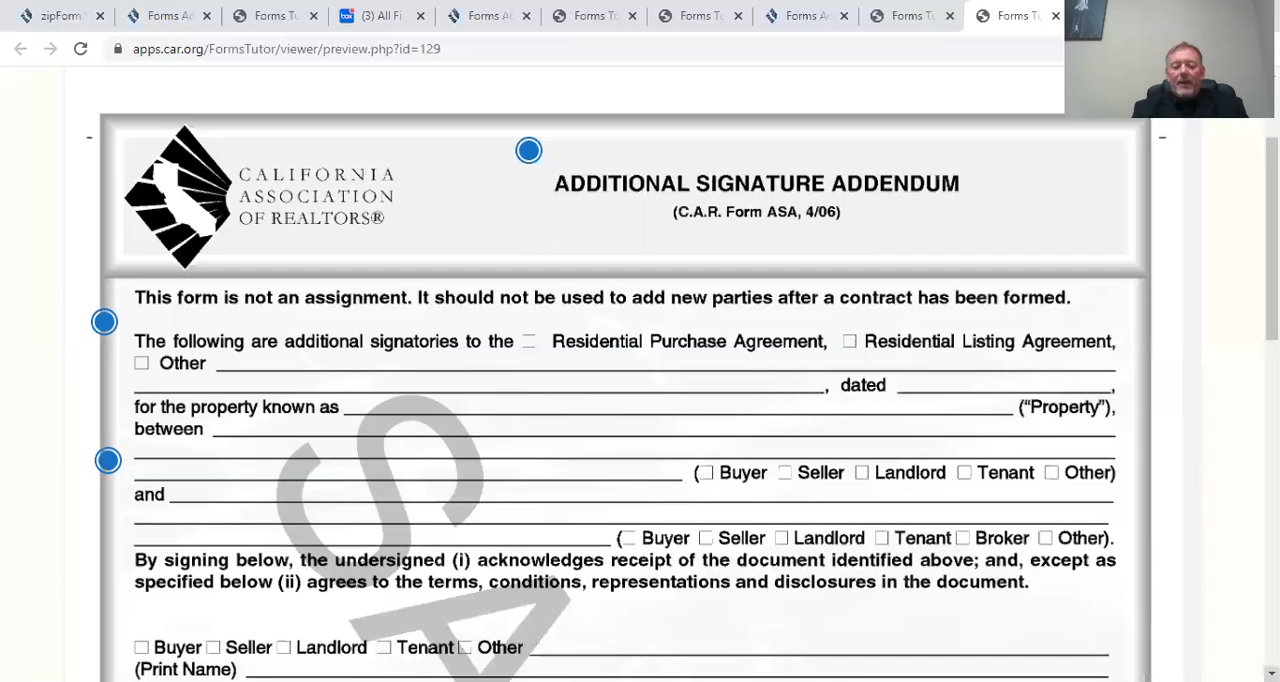 zipForm
Forms Ad
Forms Tu
(3) All Fi
Forms Ac
Forms To
Forms Tu
Forms Ac
Forms Tu
Forms Tu
apps.car.org/FormsTutor/viewer/preview.php?id=129
CALIFORNIA
ASSOCIATION
OF REALTORS®
ADDITIONAL SIGNATURE ADDENDUM
(C.A.R. Form ASA, 4/06)
This form is not an assignment. It should not be used to add new parties after a contract has been formed.
The following are additional signatories to the Residential Purchase Agreement, Residential Listing Agreement,
Other
, dated ,
for the property known as ("Property"),
between
(Buyer Seller Landlord Tenant Other)
and
(Buyer Seller Landlord Tenant Broker Other).
By signing below, the undersigned (i) acknowledges receipt of the document identified above; and, except as
specified below (ii) agrees to the terms, conditions, representations and disclosures in the document.
Buyer Seller Landlord Tenant Other
(Print Name)
SA